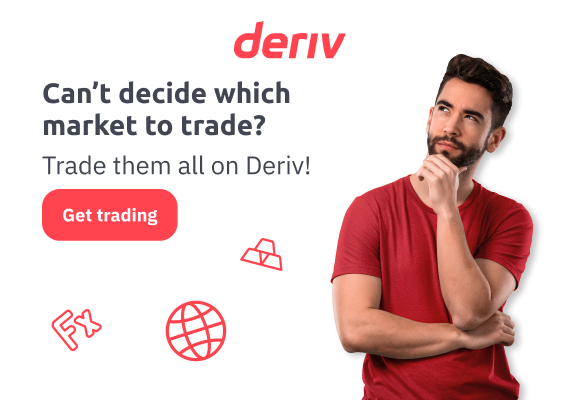 deriv
Can't decide which
market to trade?
Trade them all on Deriv!
Get trading
Fx